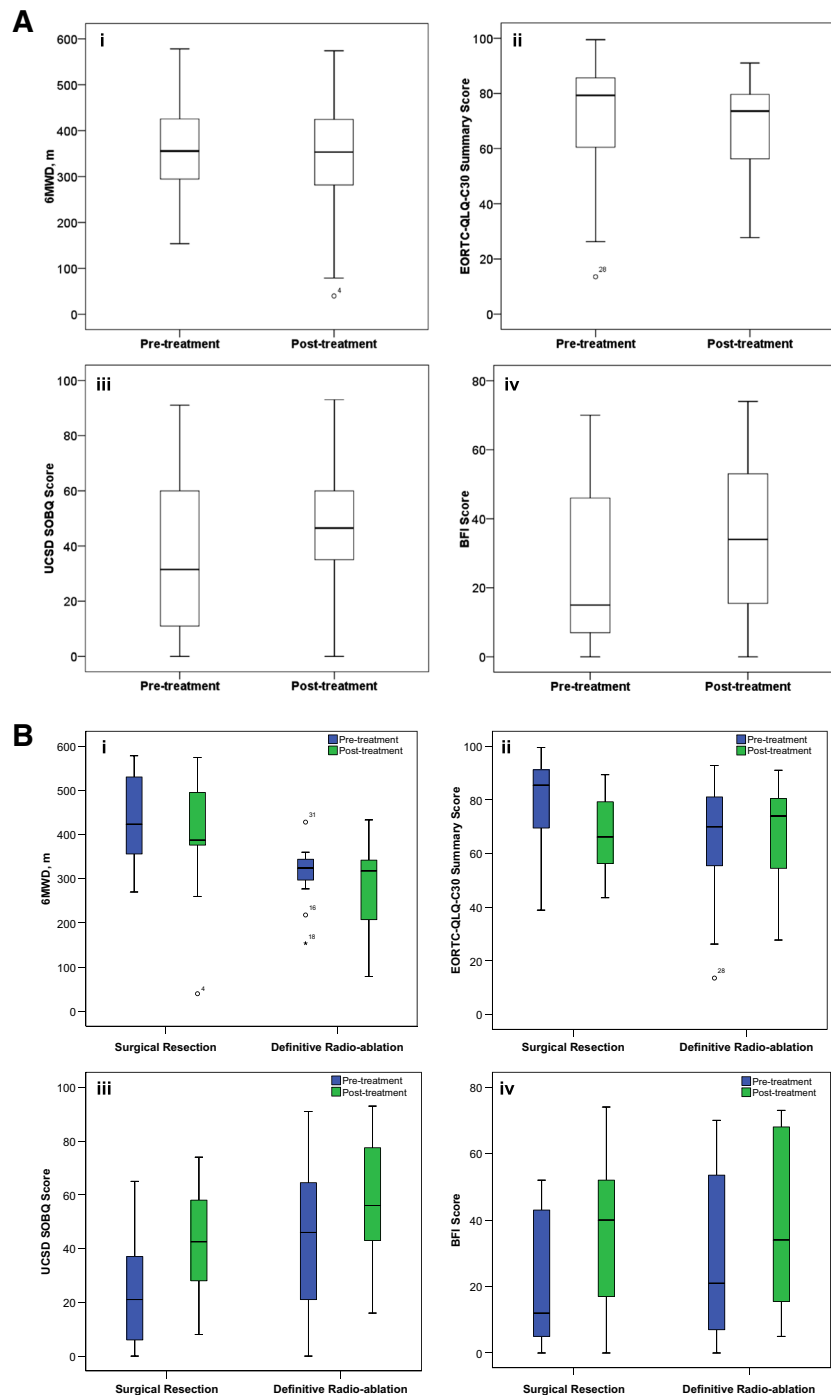 A
i
600
500
400
300
200
100
0
6MWD, m
Pre-treatment
Post-treatment
4
ii
100
80
60
40
20
0
EORTC-QLQ-C30 Summary Score
Pre-treatment
Post-treatment
28
iii
100
80
60
40
20
0
UCSD SOBQ Score
Pre-treatment
Post-treatment
iv
80
60
40
20
0
BFI Score
Pre-treatment
Post-treatment
B
i
Pre-treatment
Post-treatment
600
500
400
300
200
100
0
6MWD, m
4
31
16
18
Surgical Resection
Definitive Radio-ablation
ii
Pre-treatment
Post-treatment
100
80
60
40
20
0
EORTC-QLQ-C30 Summary Score
28
Surgical Resection
Definitive Radio-ablation
iii
Pre-treatment
Post-treatment
100
80
60
40
20
0
UCSD SOBQ Score
Surgical Resection
Definitive Radio-ablation
iv
Pre-treatment
Post-treatment
80
60
40
20
0
BFI Score
Surgical Resection
Definitive Radio-ablation